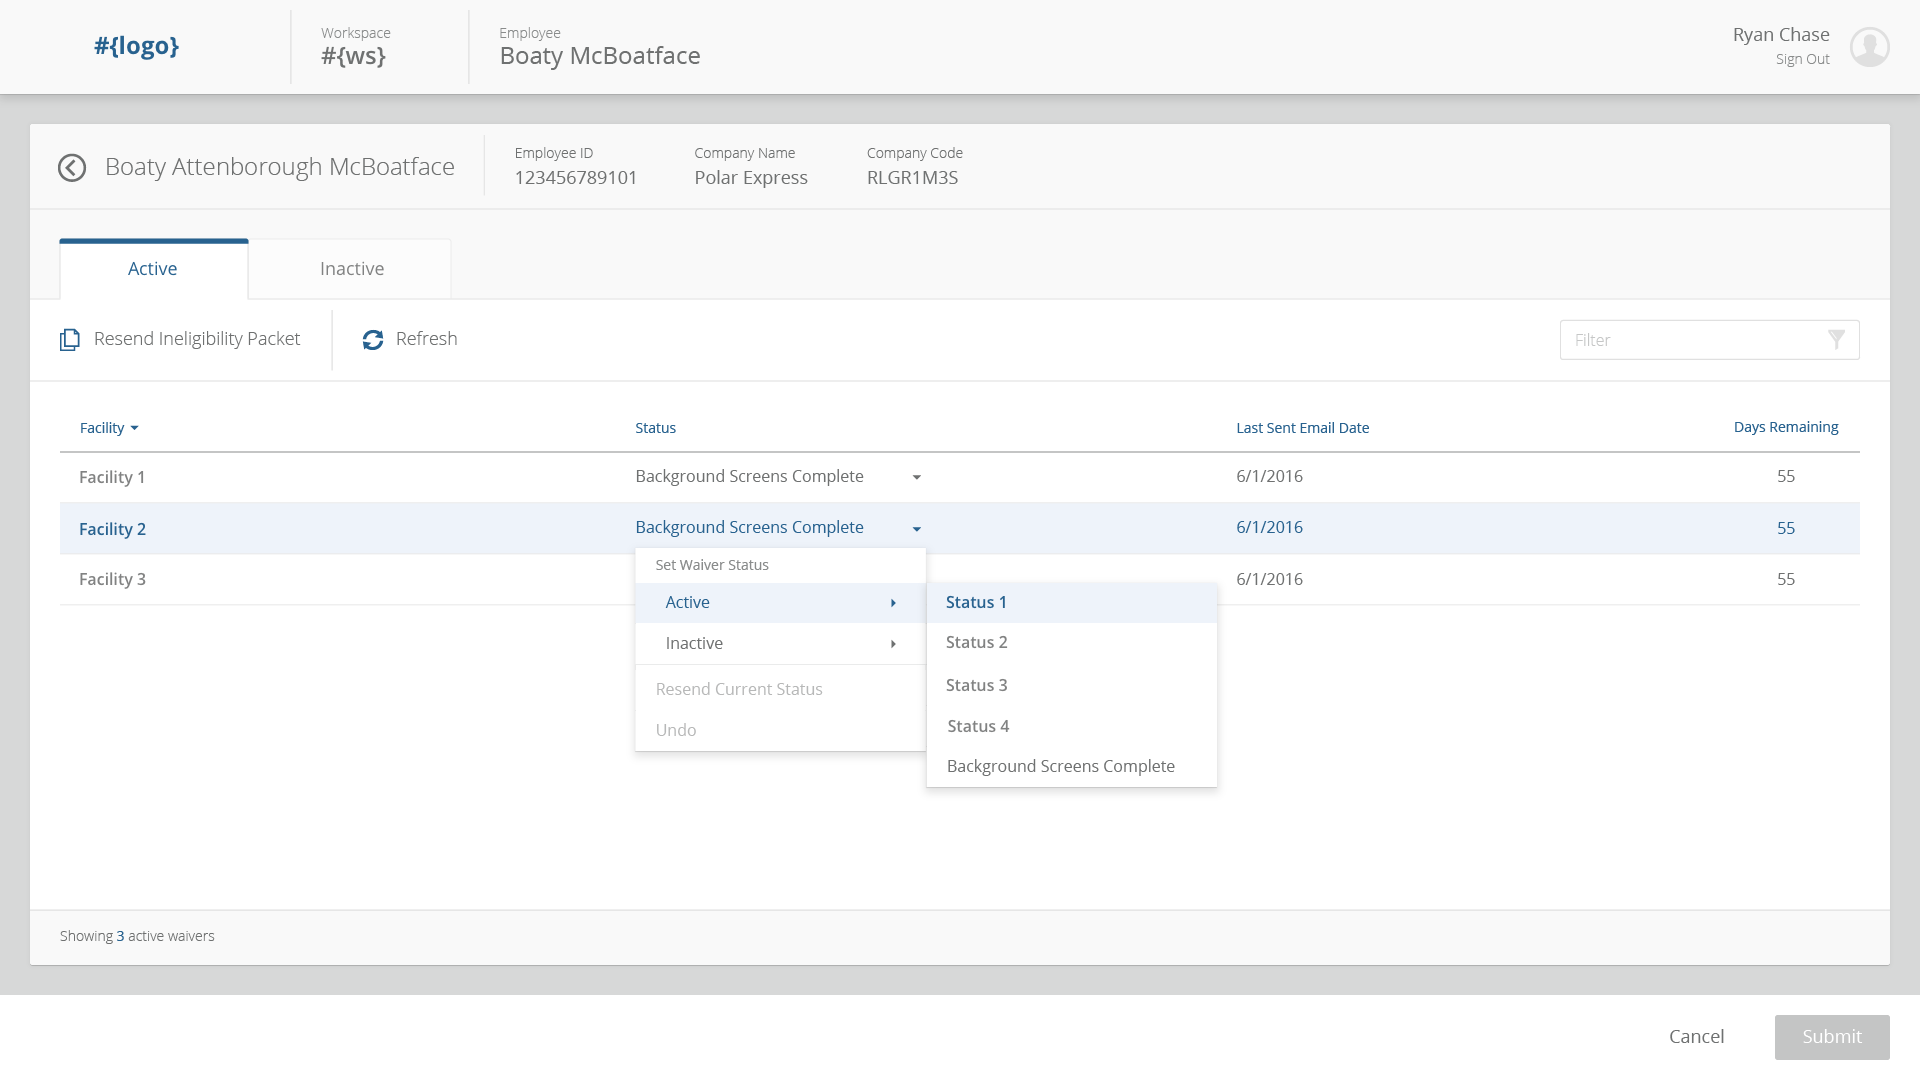 #{logo}
Workspace
#{ws}
Employee
Boaty McBoatface
Ryan Chase
Sign Out
Boaty Attenborough McBoatface
Employee ID
123456789101
Company Name
Polar Express
Company Code
RLGR1M3S
Active
Inactive
Resend Ineligibility Packet
Refresh
Filter
Facility
Status
Last Sent Email Date
Days Remaining
Facility 1
Background Screens Complete
6/1/2016
55
Facility 2
Background Screens Complete
6/1/2016
55
Facility 3
6/1/2016
55
Set Waiver Status
Active
Inactive
Resend Current Status
Undo
Status 1
Status 2
Status 3
Status 4
Background Screens Complete
Showing 3 active waivers
Cancel
Submit